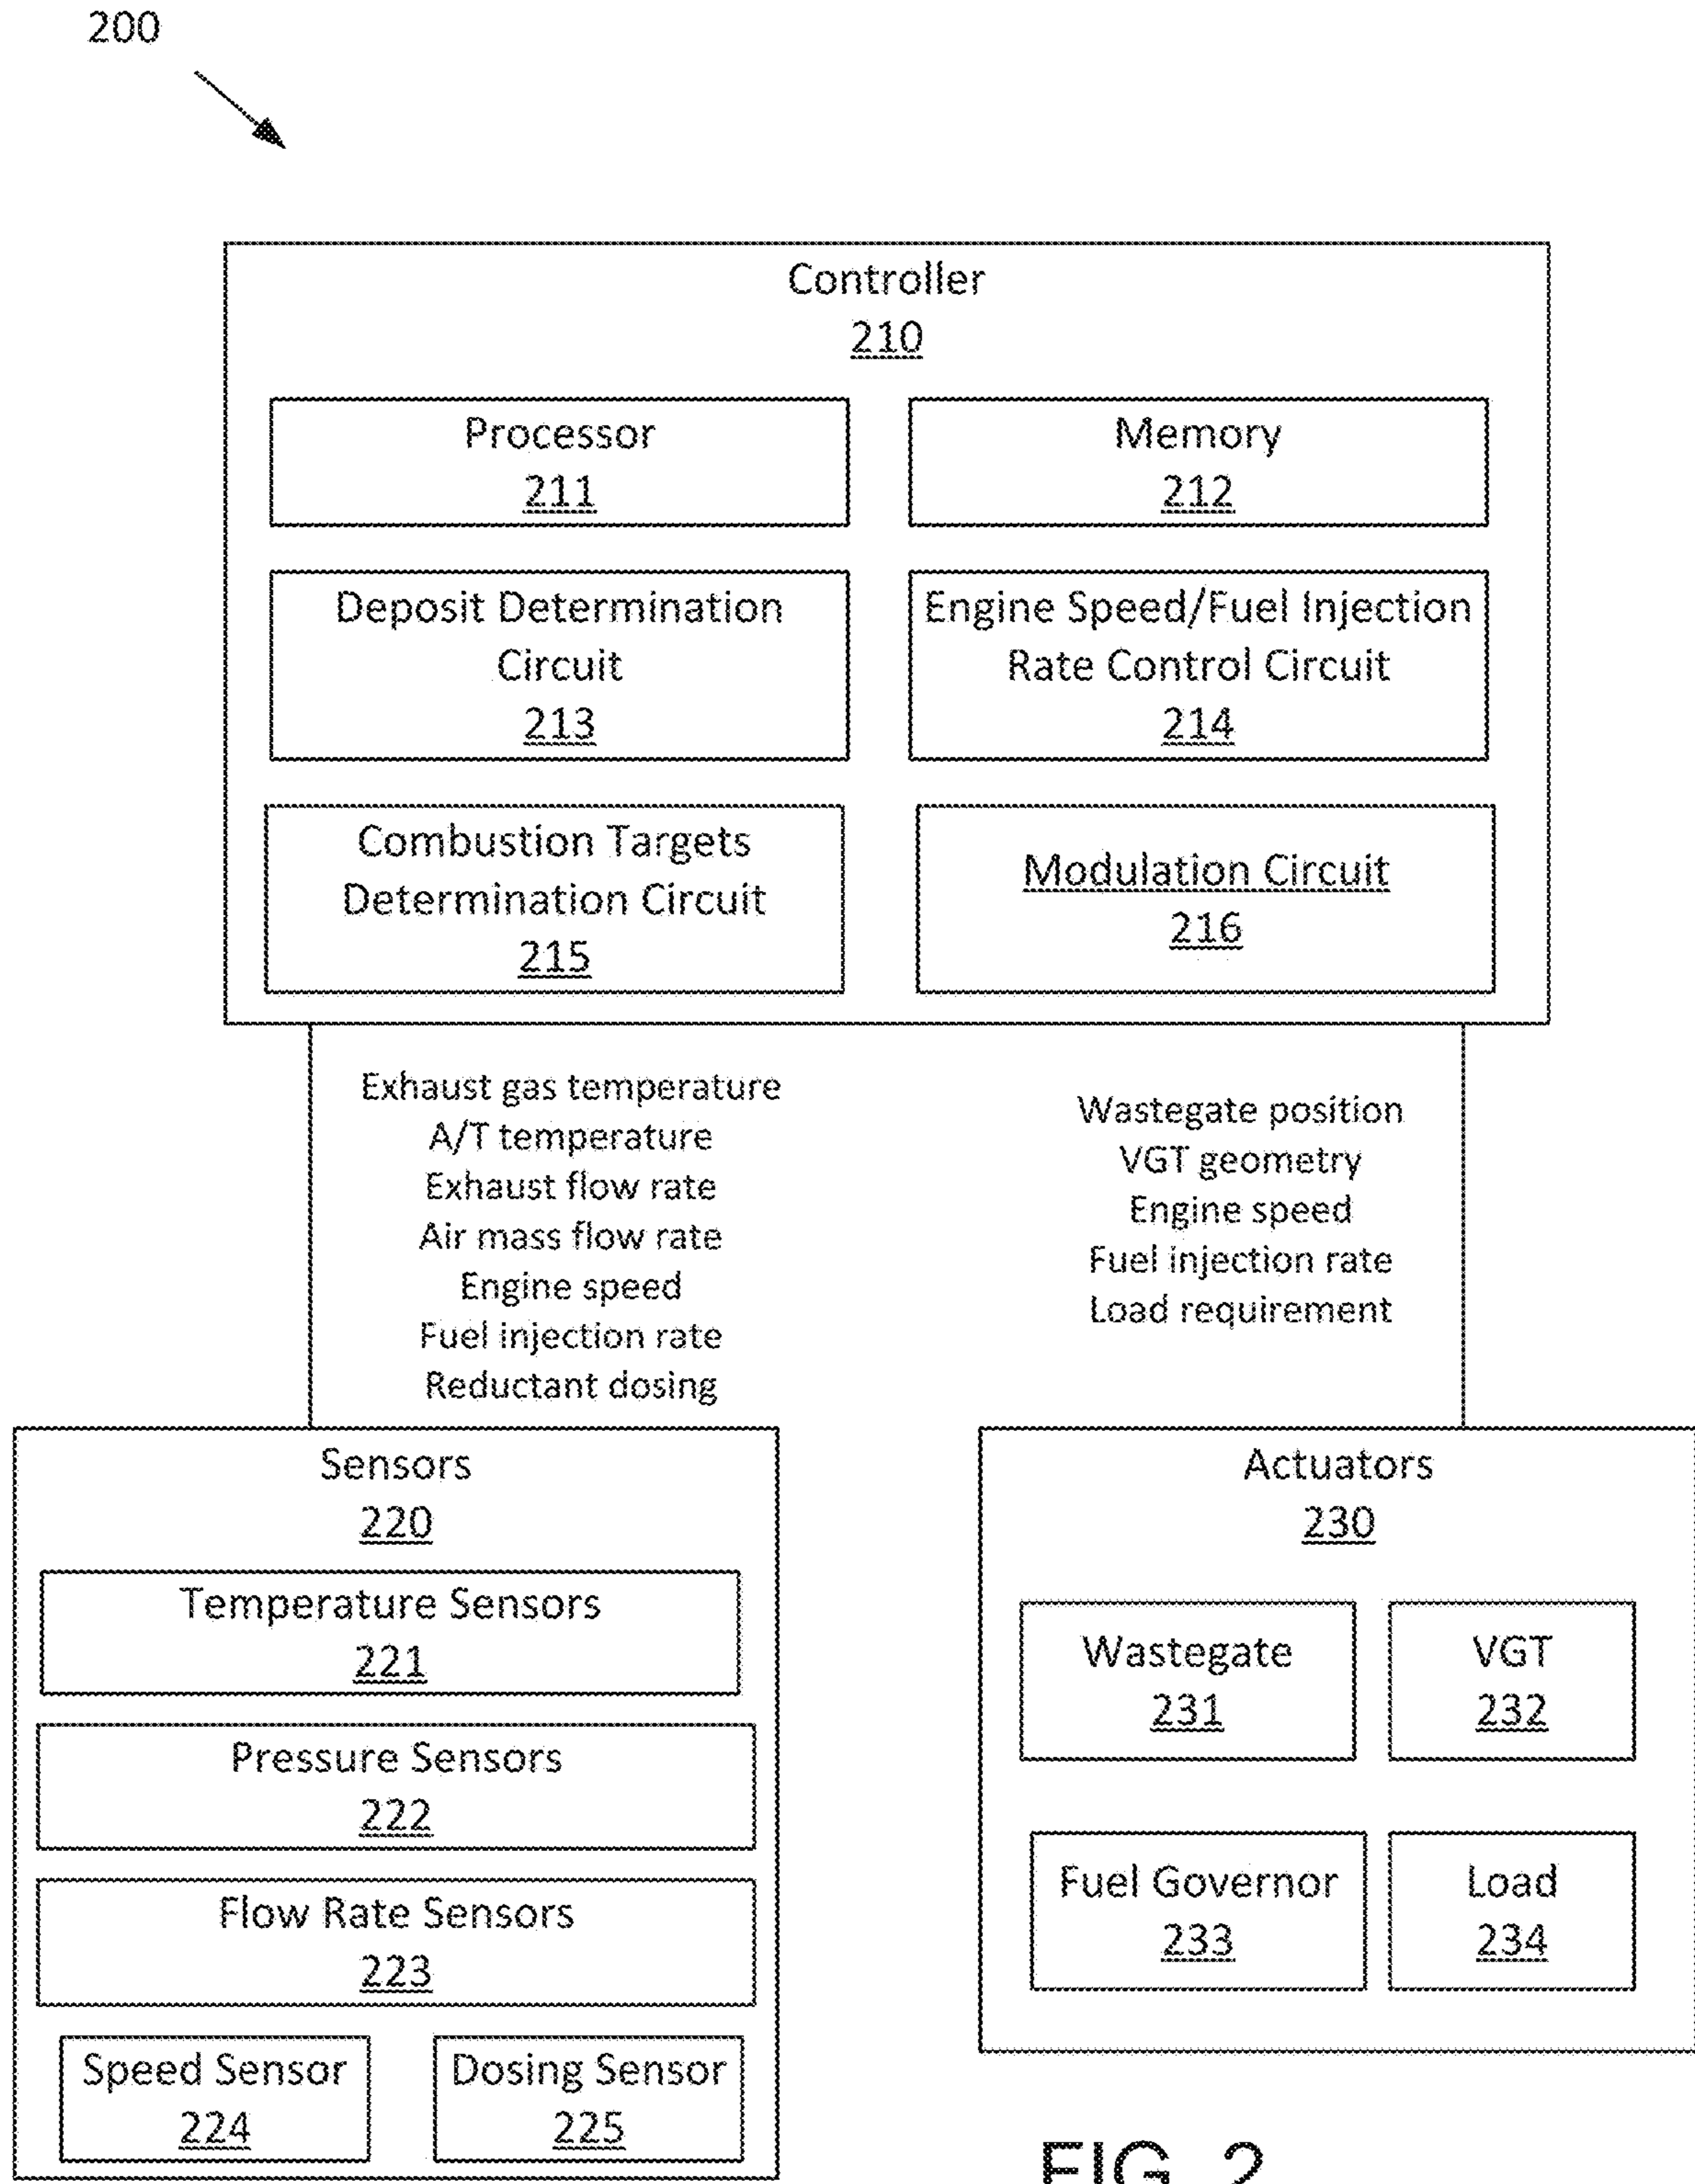 200
Controller
210
Processor
211
Memory
212
Deposit Determination
Circuit
213
Engine Speed/Fuel Injection
Rate Control Circuit
214
Combustion Targets
Determination Circuit
215
Modulation Circuit
216
Exhaust gas temperature
A/T temperature
Exhaust flow rate
Air mass flow rate
Engine speed
Fuel injection rate
Reductant dosing
Wastegate position
VGT geometry
Engine speed
Fuel injection rate
Load requirement
Sensors
220
Temperature Sensors
221
Pressure Sensors
222
Flow Rate Sensors
223
Speed Sensor
224
Dosing Sensor
225
Actuators
230
Wastegate
231
VGT
232
Fuel Governor
233
Load
234
FIG. 2